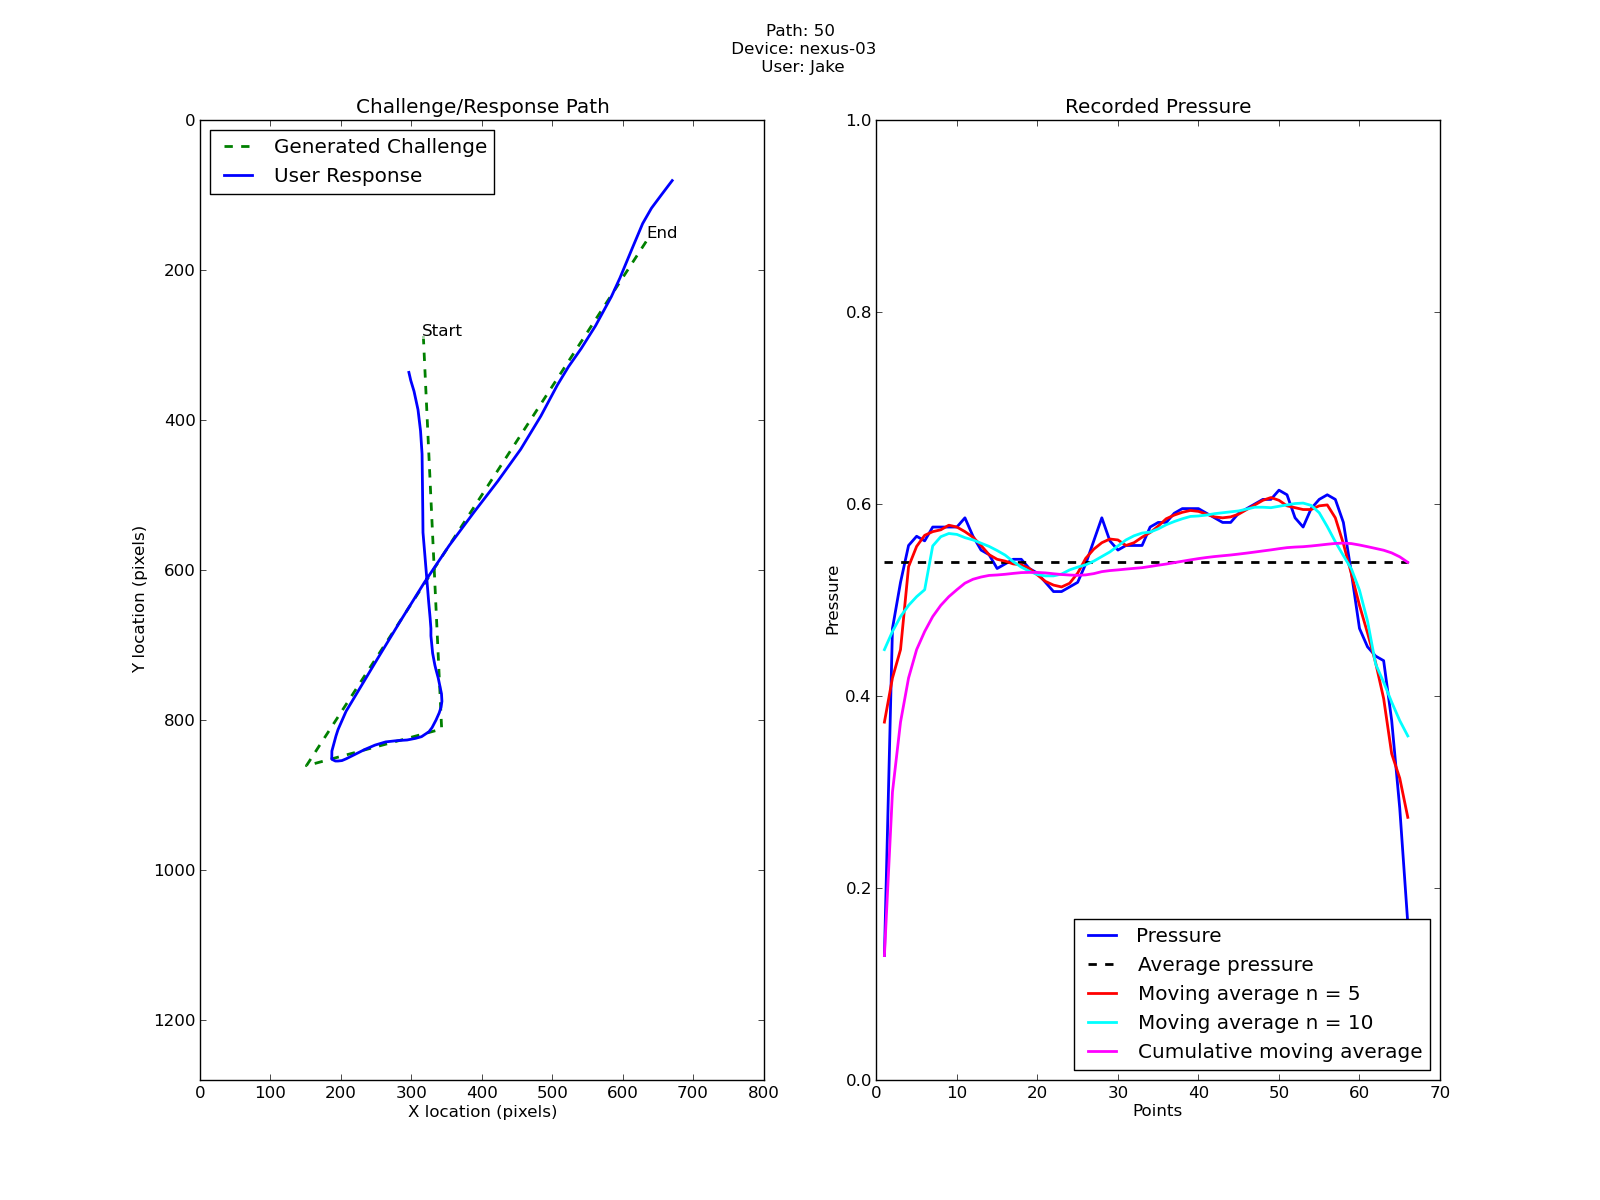 Path: 50
Device: nexus-03
User: Jake
Challenge/Response Path
Generated Challenge
User Response
Start
End
0
200
400
600
800
1000
1200
Y location (pixels)
0 100 200 300 400 500 600 700 800
X location (pixels)
Recorded Pressure
1.0
0.8
0.6
0.4
0.2
0.0
Pressure
Pressure
Average pressure
Moving average n = 5
Moving average n = 10
Cumulative moving average
0 10 20 30 40 50 60 70
Points